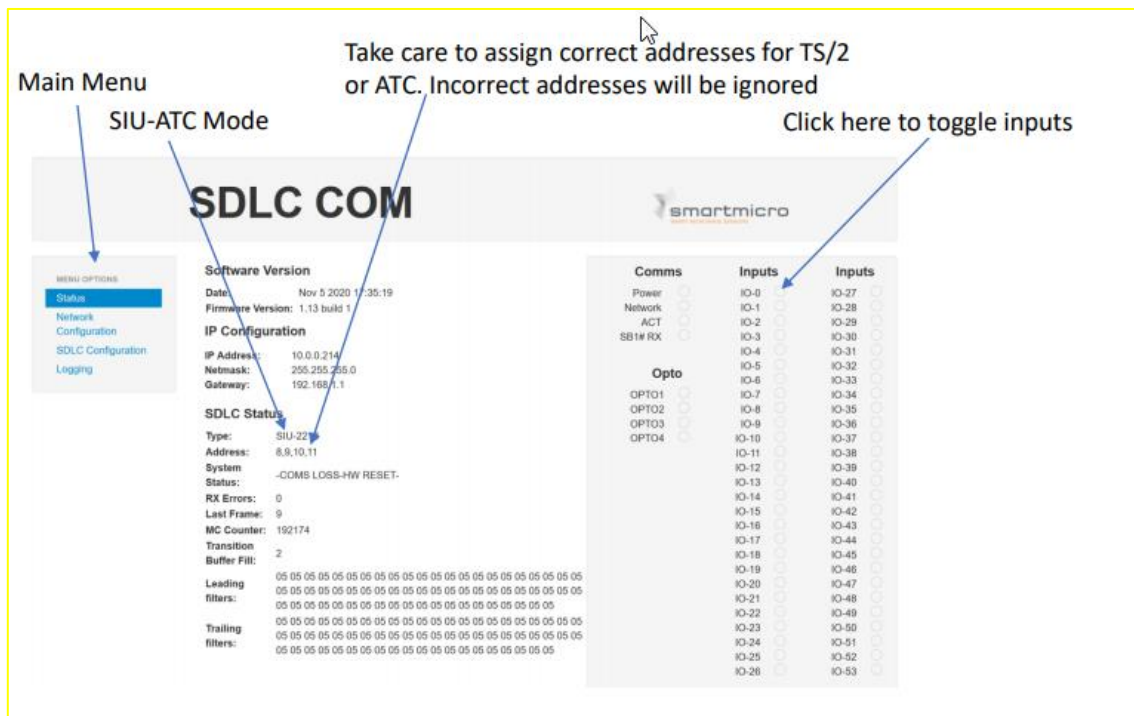 Take care to assign correct addresses for TS/2
or ATC. Incorrect addresses will be ignored
Main Menu
SIU-ATC Mode
Click here to toggle inputs
SDLC COM
smartmicro
MENU OPTIONS
Status
Network
Configuration
SDLC Configuration
Logging
Software Version
Date: Nov 5 2020 17:35:19
Firmware Version: 1.13 build 1
IP Configuration
IP Address: 10.0.0.214
Netmask: 255.255.255.0
Gateway: 192.168.1.1
SDLC Status
Type:
Address: 8,9,10,11
System
Status: -COMS LOSS-HW RESET-
RX Errors: 0
Last Frame: 9
MC Counter: 192174
Transition
Buffer Fill: 2
Leading
filters:
05 05 05 05 05 05 05 05 05 05 05 05 05 05 05 05 05 05 05 05 05 05
05 05 05 05 05 05 05 05 05 05 05 05 05 05 05 05 05 05 05 05 05 05
05 05 05 05 05 05 05 05 05 05 05 05 05 05 05 05 05 05 05 05
Trailing
filters:
05 05 05 05 05 05 05 05 05 05 05 05 05 05 05 05 05 05 05 05 05 05
05 05 05 05 05 05 05 05 05 05 05 05 05 05 05 05 05 05 05 05 05 05
05 05 05 05 05 05 05 05 05 05 05 05 05 05 05 05 05 05 05 05
Comms
Power
Network
ACT
SB1# RX
Opto
OPTO1
OPTO2
OPTO3
OPTO4
Inputs
IO-0
IO-1
IO-2
IO-3
IO-4
IO-5
IO-6
IO-7
IO-8
IO-9
IO-10
IO-11
IO-12
IO-13
IO-14
IO-15
IO-16
IO-17
IO-18
IO-19
IO-20
IO-21
IO-22
IO-23
IO-24
IO-25
IO-26
Inputs
IO-27
IO-28
IO-29
IO-30
IO-31
IO-32
IO-33
IO-34
IO-35
IO-36
IO-37
IO-38
IO-39
IO-40
IO-41
IO-42
IO-43
IO-44
IO-45
IO-46
IO-47
IO-48
IO-49
IO-50
IO-51
IO-52
IO-53